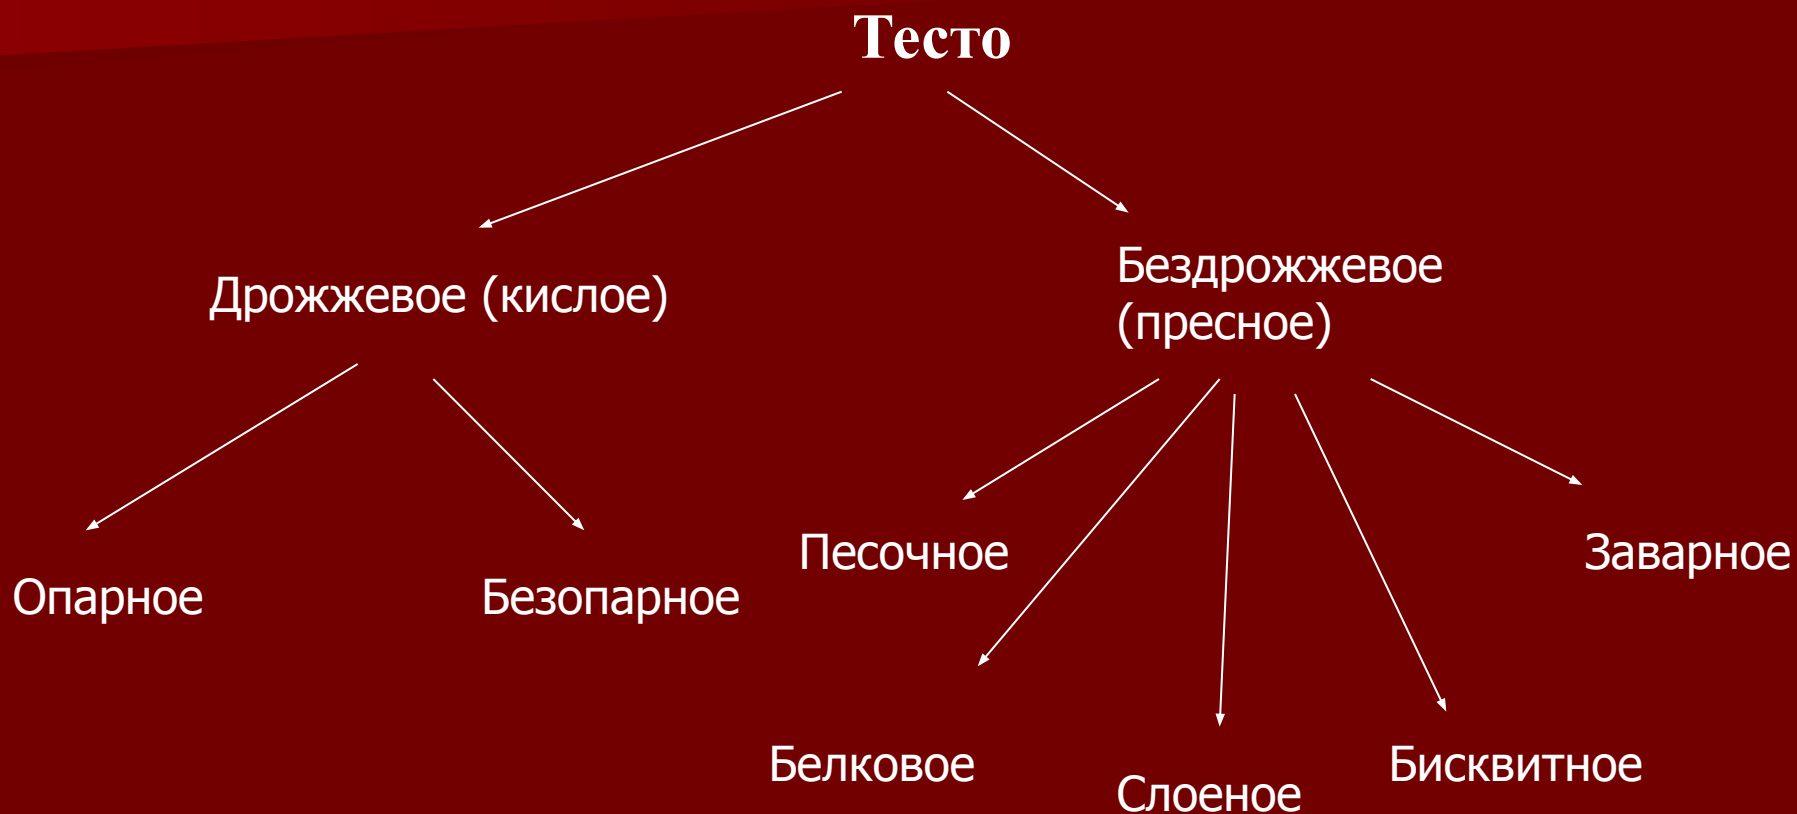 Тесто
Дрожжевое (кислое)
Бездрожжевое
(пресное)
Опарное
Безопарное
Песочное
Заварное
Белковое
Слоеное
Бисквитное